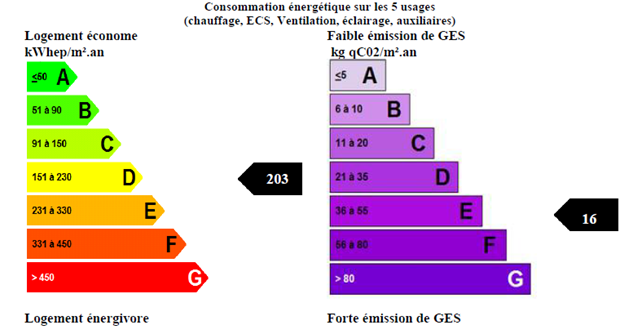 Consommation énergétique sur les 5 usages
(chauffage, ECS, Ventilation, éclairage, auxiliaires)
Logement économe
kWhep/m².an
≤50 A
51 à 90 B
91 à 150 C
151 à 230 D
231 à 330 E
331 à 450 F
> 450 G
203
Logement énergivore
Faible émission de GES
kg qC02/m².an
≤5 A
6 à 10 B
11 à 20 C
21 à 35 D
36 à 55 E
56 à 80 F
> 80 G
16
Forte émission de GES